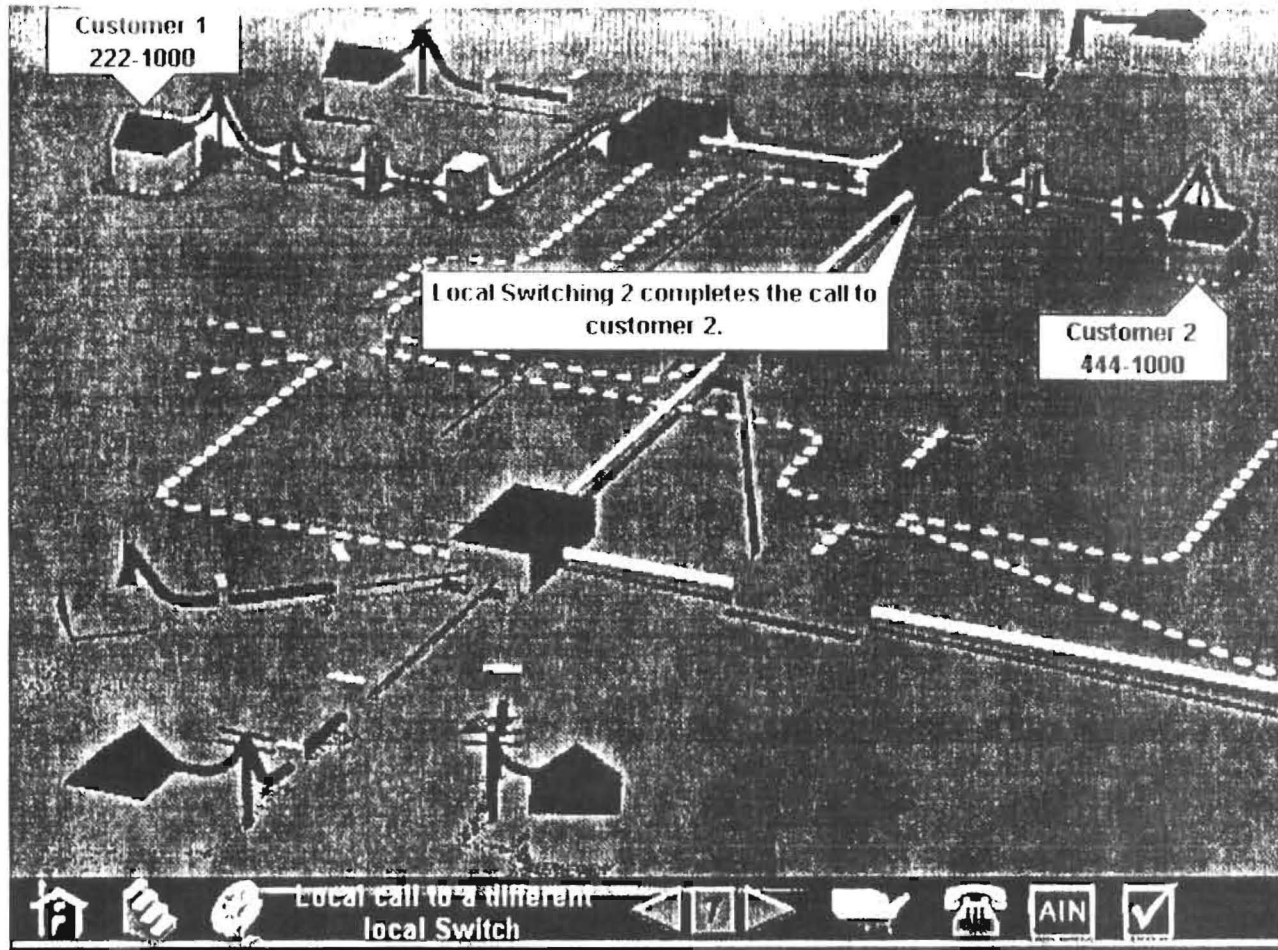 Customer 1
222-1000
Local Switching 2 completes the call to
customer 2.
Customer 2
444-1000
Local call to a different
local Switch
AIN